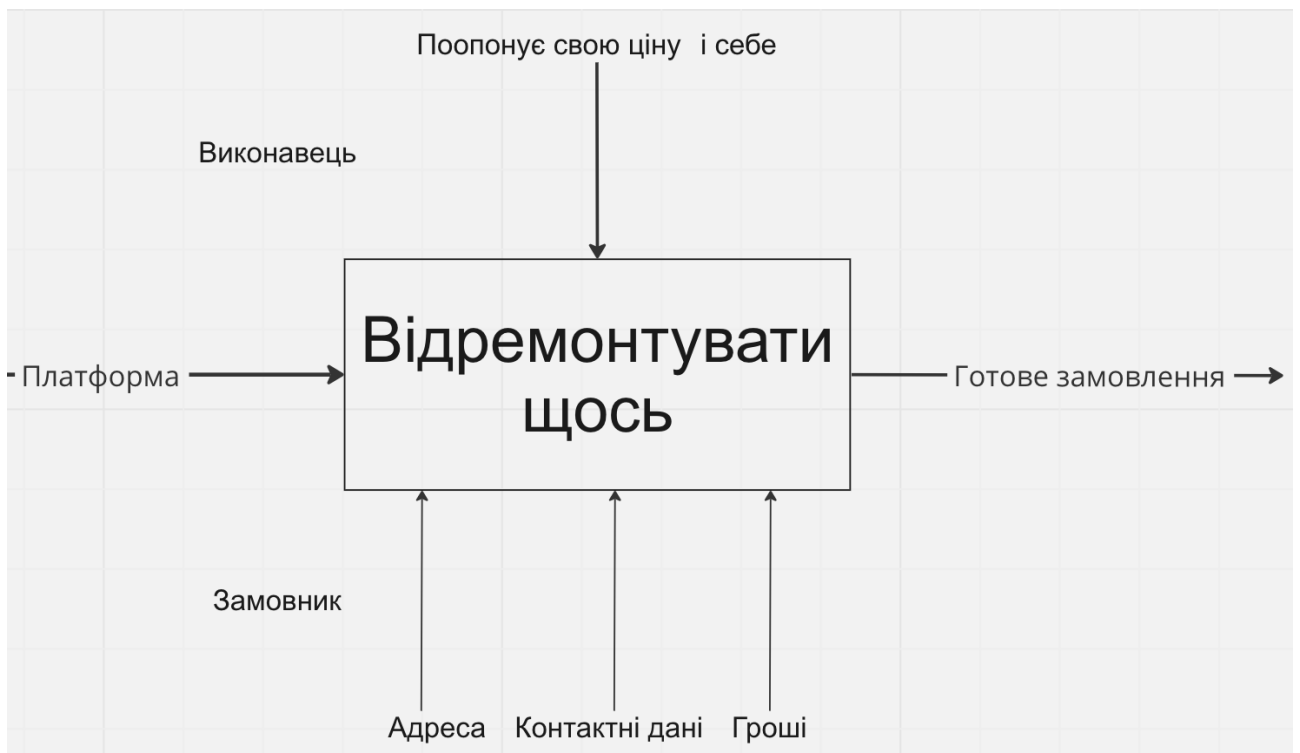 Поопонує свою ціну і себе
Виконавець
Відремонтувати
щось
Платформа
Готове замовлення
Замовник
Адреса
Контактні дані
Гроші